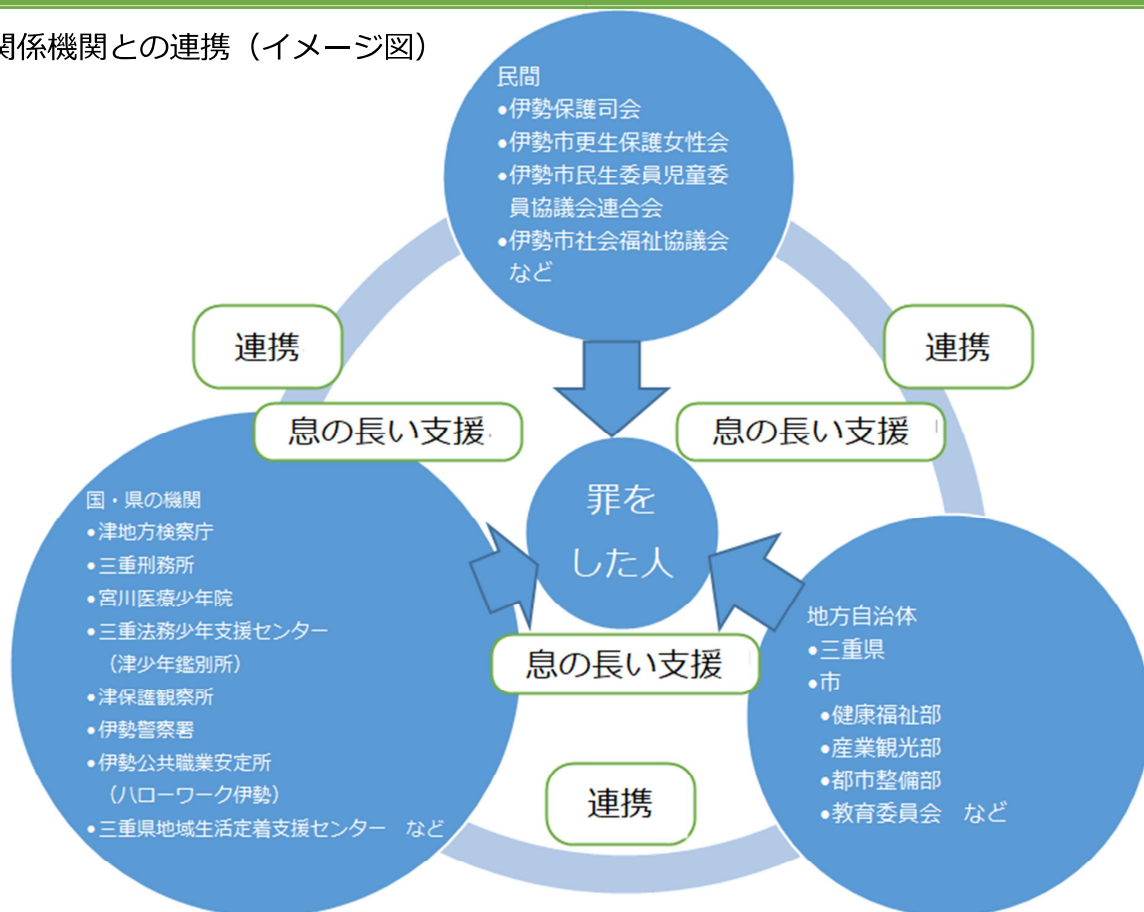 関係機関との連携（イメージ図）
民間
•伊勢保護司会
•伊勢市更生保護女性会
•伊勢市民生委員児童委
員協議会連合会
•伊勢市社会福祉協議会
など
連携
連携
息の長い支援
息の長い支援
罪を
した人
国・県の機関
•津地方検察庁
•三重刑務所
•宮川医療少年院
•三重法務少年支援センター
（津少年鑑別所）
•津保護観察所
•伊勢警察署
•伊勢公共職業安定所
（ハローワーク伊勢）
•三重県地域生活定着支援センター　など
地方自治体
•三重県
•市
•健康福祉部
•産業観光部
•都市整備部
•教育委員会　など
息の長い支援
連携